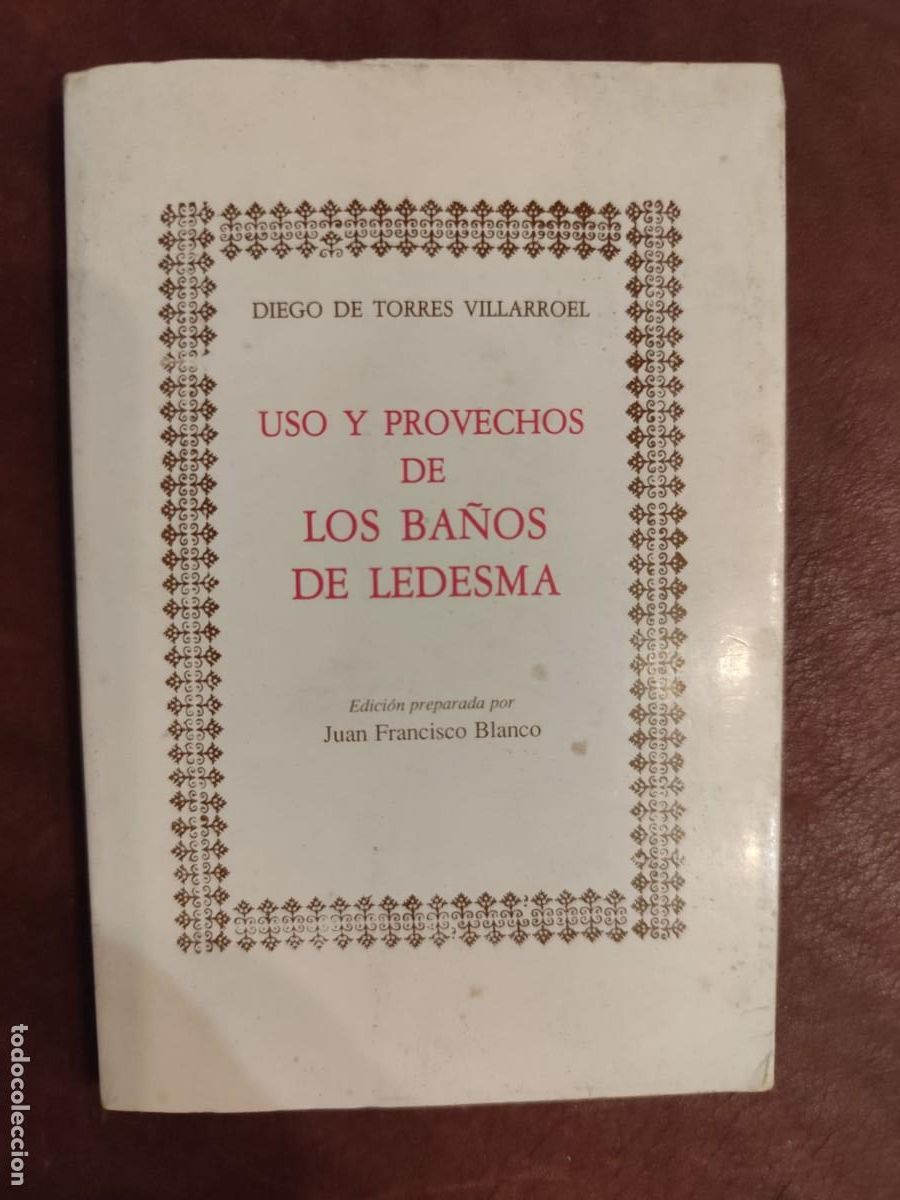 DIEGO DE TORRES VILLARROEL
USO Y PROVECHOS
DE
LOS BAÑOS
DE LEDESMA
Edición preparada por
Juan Francisco Blanco
todocoleccion